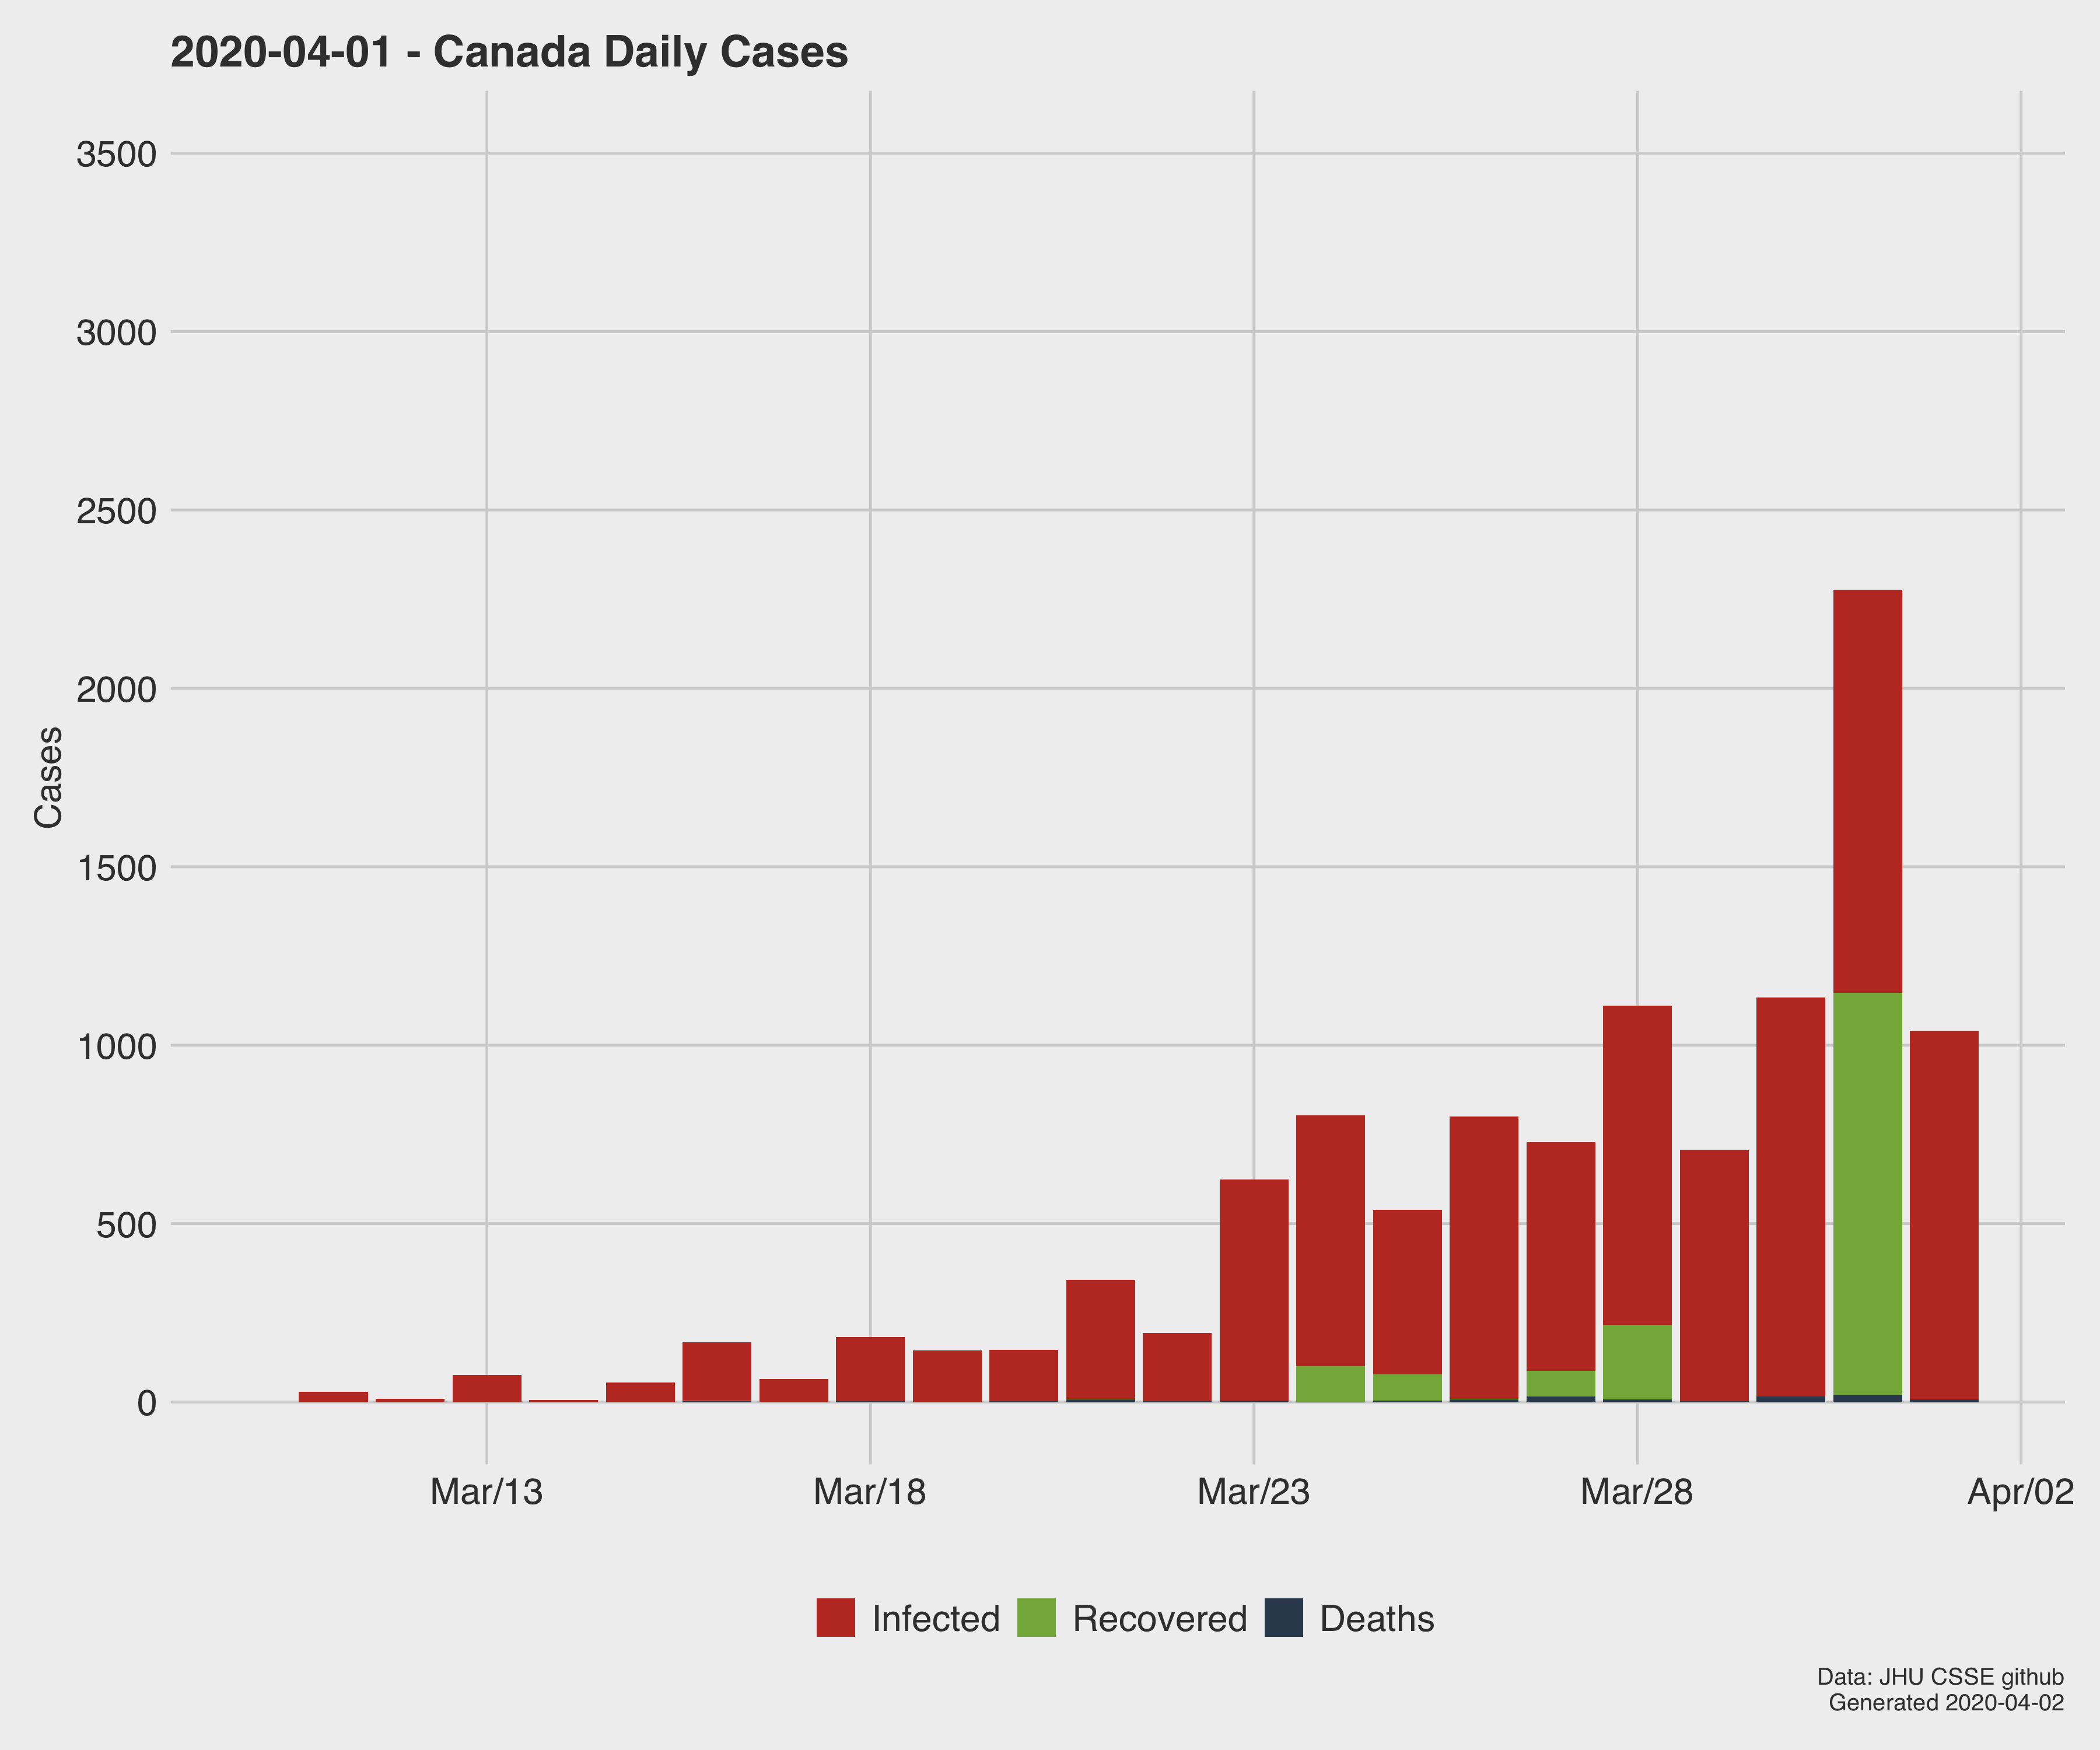 2020-04-01 - Canada Daily Cases
3500
3000
2500
2000
1500
1000
500
0
Cases
Mar/13 Mar/18 Mar/23 Mar/28 Apr/02
Infected Recovered Deaths
Data: JHU CSSE github
Generated 2020-04-02